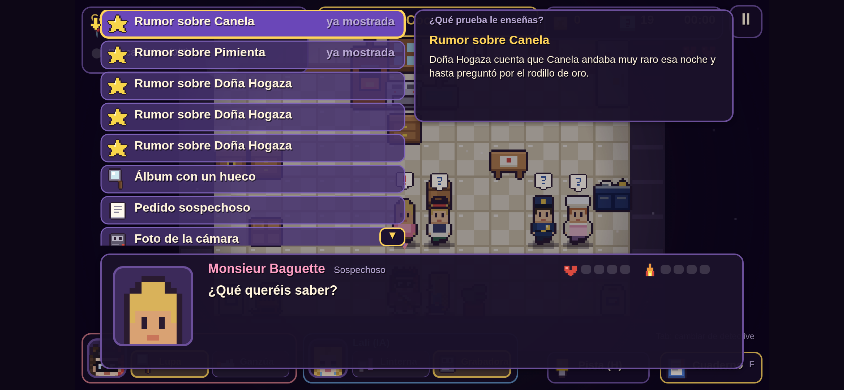 Rumor sobre Canela ya mostrada
Rumor sobre Pimienta ya mostrada
Rumor sobre Doña Hogaza
Rumor sobre Doña Hogaza
Rumor sobre Doña Hogaza
Álbum con un hueco
Pedido sospechoso
Foto de la cámara
▼
¿Qué prueba le enseñas?
Rumor sobre Canela
Doña Hogaza cuenta que Canela andaba muy raro esa noche y
hasta preguntó por el rodillo de oro.
Monsieur Baguette Sospechoso
¿Qué queréis saber?
F